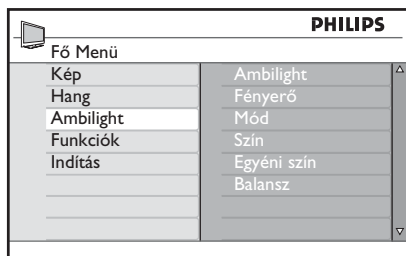 PHILIPS
Fő Menü
Kép
Hang
Ambilight
Funkciók
Indítás
Ambilight
Fényerő
Mód
Szín
Egyéni szín
Balansz